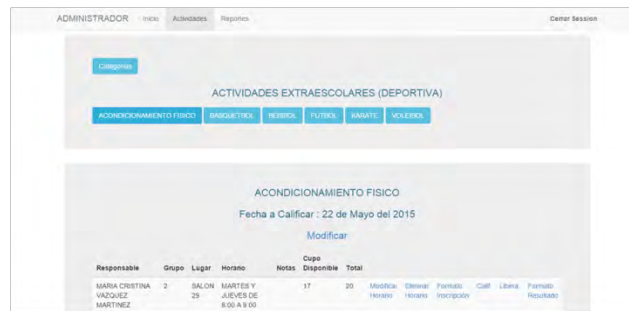 ADMINISTRADOR Inicio Actividades Reportes Cerrar Session
Categorias
ACTIVIDADES EXTRAESCOLARES (DEPORTIVA)
ACONDICIONAMIENTO FISICO BASQUETBOL BEISBOL FUTBOL KARATE VOLEIBOL
ACONDICIONAMIENTO FISICO
Fecha a Calificar : 22 de Mayo del 2015
Modificar
Cupo
Responsable Grupo Lugar Horario Notas Disponible Total
MARIA CRISTINA 2 SALON MARTES Y 17 20 Modificar Eliminar Formato Calif Libera Formato
VAZQUEZ 29 JUEVES DE Horario Horario Inscripción Resultado
MARTINEZ 8:00 A 9:00